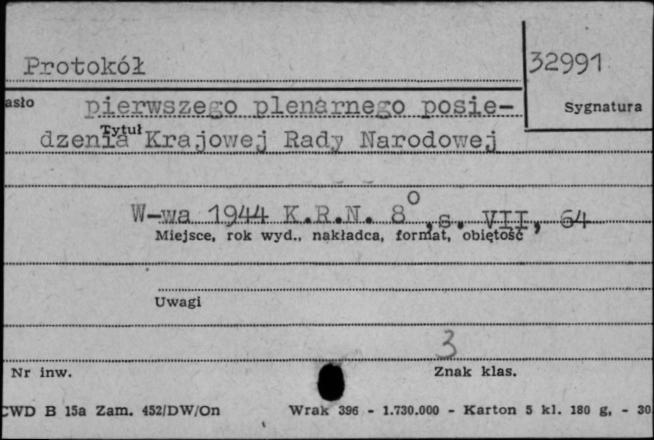 Protokół 32991
asło pierwszego plenarnego posie- Sygnatura
dzenia Tytuł Krajowej Rady Narodowej
W-wa 1944 K.R.N. 8°, s. VII, 64
Miejsce, rok wyd., nakładca, format, obiętość
Uwagi
3
Nr inw. Znak klas.
CWD B 15a Zam. 452/DW/On Wrak 396 - 1.730.000 - Karton 5 kl. 180 g, - 30